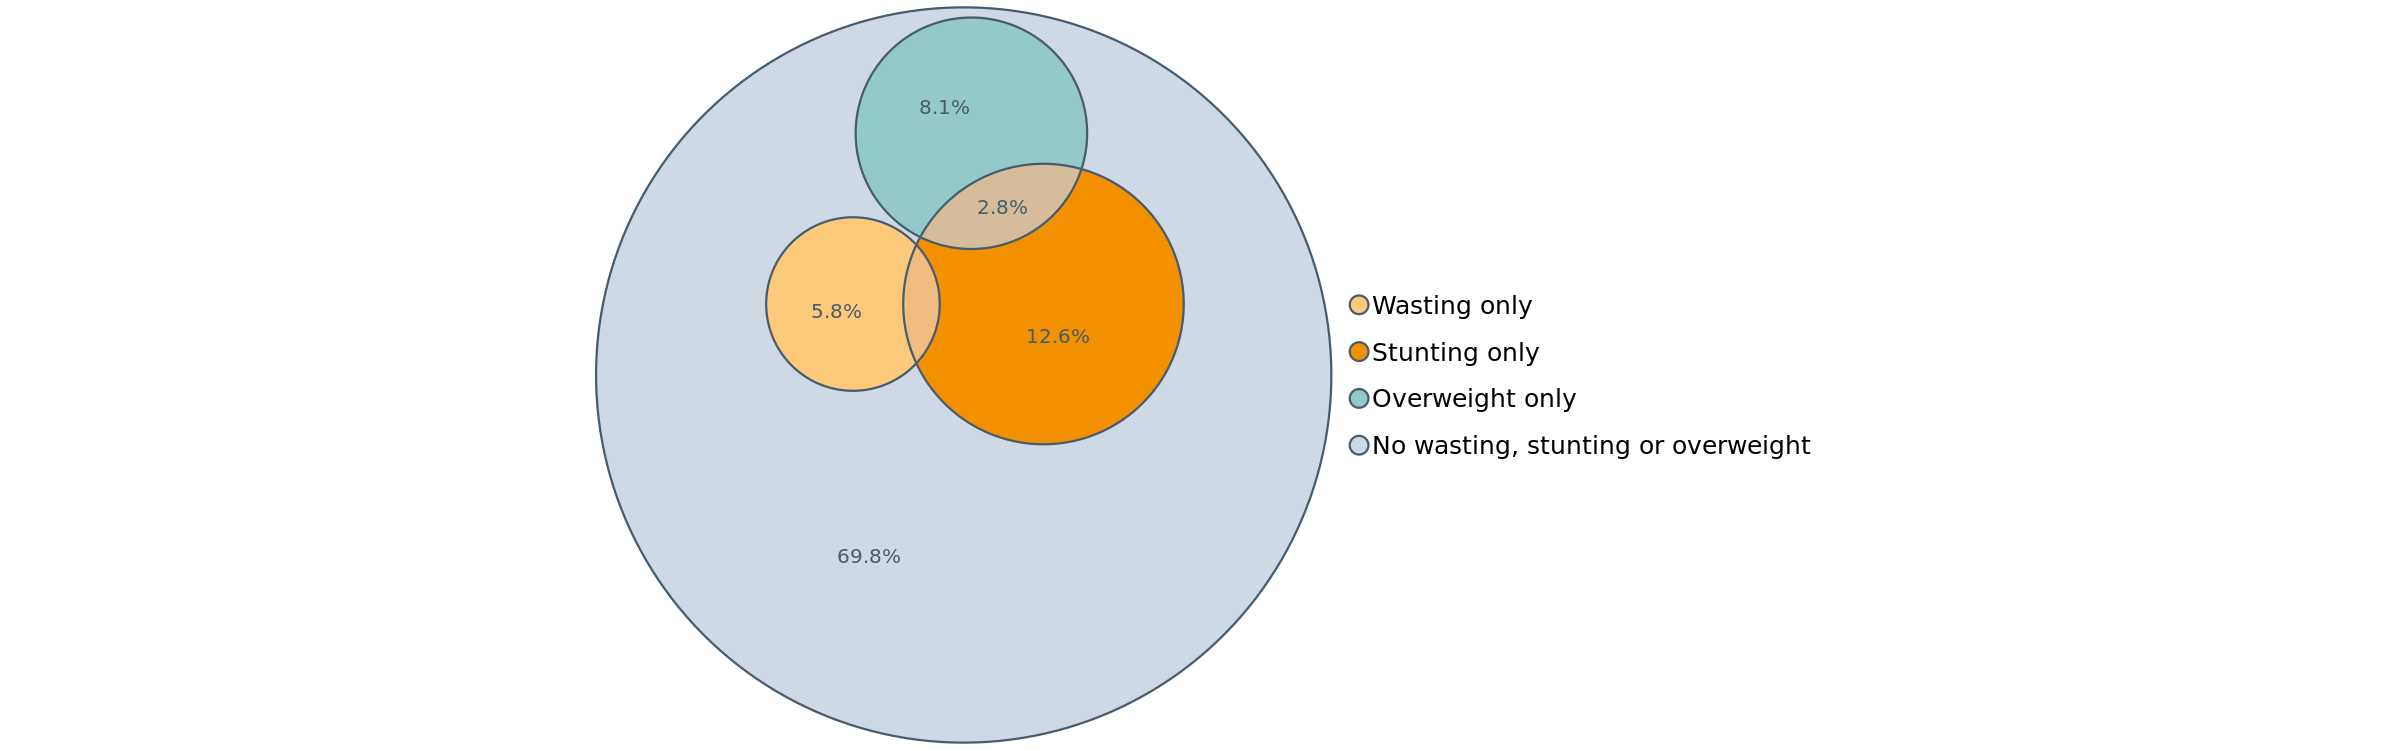 8.1%
2.8%
5.8%
12.6%
69.8%
Wasting only
Stunting only
Overweight only
No wasting, stunting or overweight